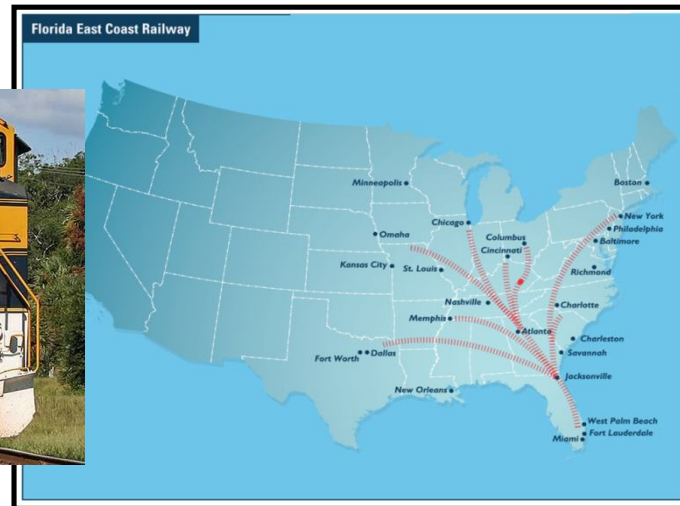 Florida East Coast Railway
Minneapolis
Boston
Chicago
New York
Omaha
Columbus
Philadelphia
Cincinnati
Baltimore
Kansas City
St. Louis
Richmond
Nashville
Charlotte
Memphis
Atlanta
Charleston
Fort Worth
Dallas
Savannah
Jacksonville
New Orleans
West Palm Beach
Fort Lauderdale
Miami